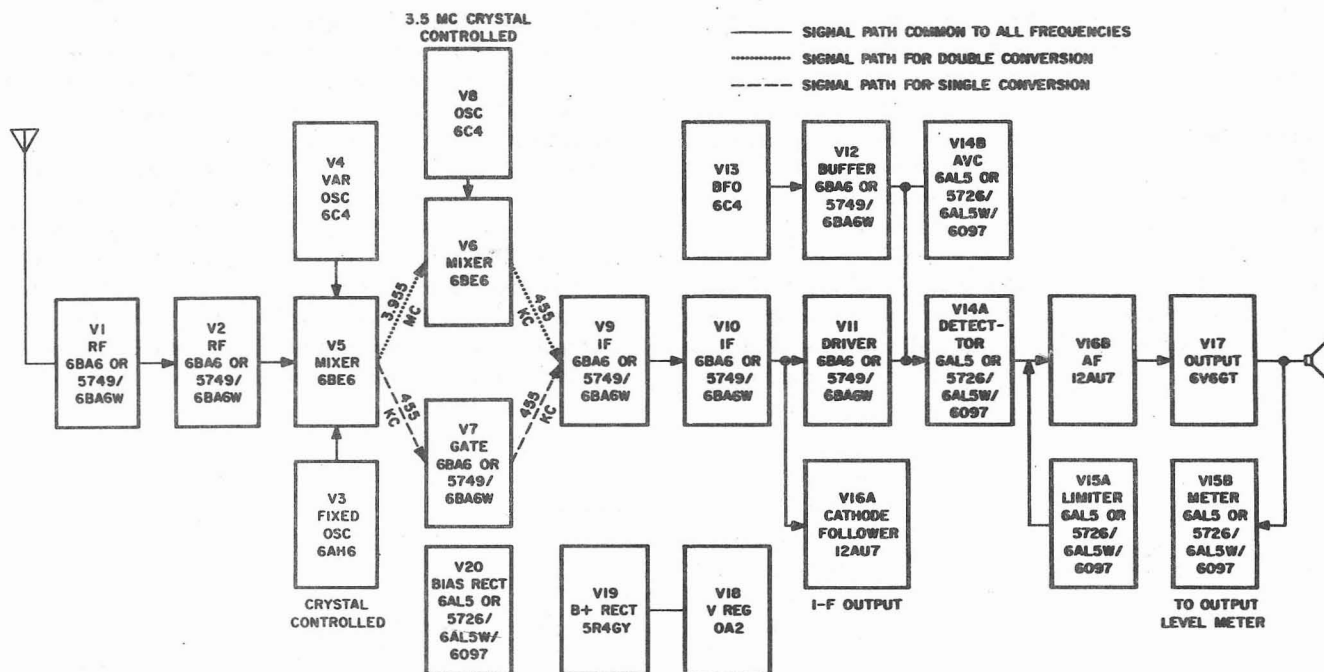 3.5 MC CRYSTAL
CONTROLLED
SIGNAL PATH COMMON TO ALL FREQUENCIES
SIGNAL PATH FOR DOUBLE CONVERSION
SIGNAL PATH FOR SINGLE CONVERSION
V8
OSC
6C4
V4
VAR
OSC
6C4
V13
BFO
6C4
V12
BUFFER
6BA6 OR
5749/
6BA6W
V14B
AVC
6AL5 OR
5726/
6AL5W/
6097
V6
MIXER
6BE6
3.955
MC
455
KC
V1
RF
6BA6 OR
5749/
6BA6W
V2
RF
6BA6 OR
5749/
6BA6W
V5
MIXER
6BE6
V9
IF
6BA6 OR
5749/
6BA6W
V10
IF
6BA6 OR
5749/
6BA6W
V11
DRIVER
6BA6 OR
5749/
6BA6W
V14A
DETECT-
TOR
6AL5 OR
5726/
6AL5W/
6097
V16B
AF
12AU7
V17
OUTPUT
6V6GT
455
KC
455
KC
V7
GATE
6BA6 OR
5749/
6BA6W
V3
FIXED
OSC
6AH6
CRYSTAL
CONTROLLED
V16A
CATHODE
FOLLOWER
12AU7
I-F OUTPUT
V15A
LIMITER
6AL5 OR
5726/
6AL5W/
6097
V15B
METER
6AL5 OR
5726/
6AL5W/
6097
TO OUTPUT
LEVEL METER
V20
BIAS RECT
6AL5 OR
5726/
6AL5W/
6097
V19
B+ RECT
5R4GY
V18
V REG
OA2